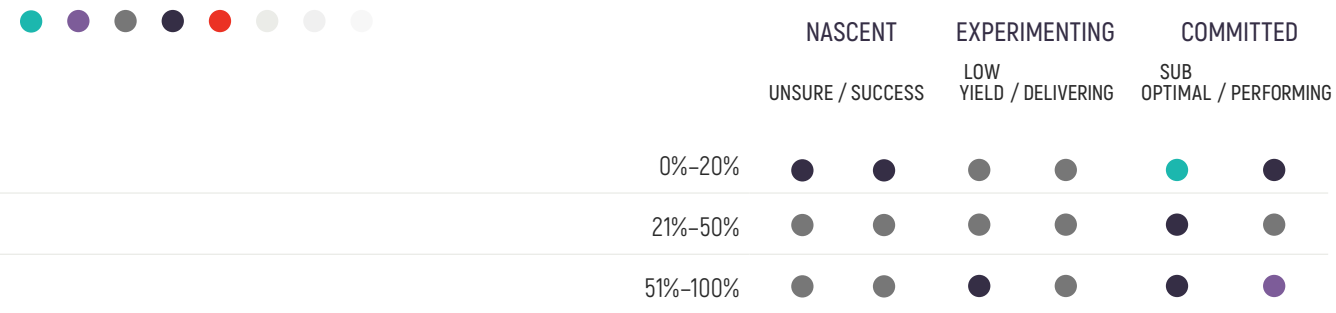 NASCENT EXPERIMENTING COMMITTED
UNSURE / SUCCESS LOW YIELD / DELIVERING SUB OPTIMAL / PERFORMING
0%–20%
21%–50%
51%–100%